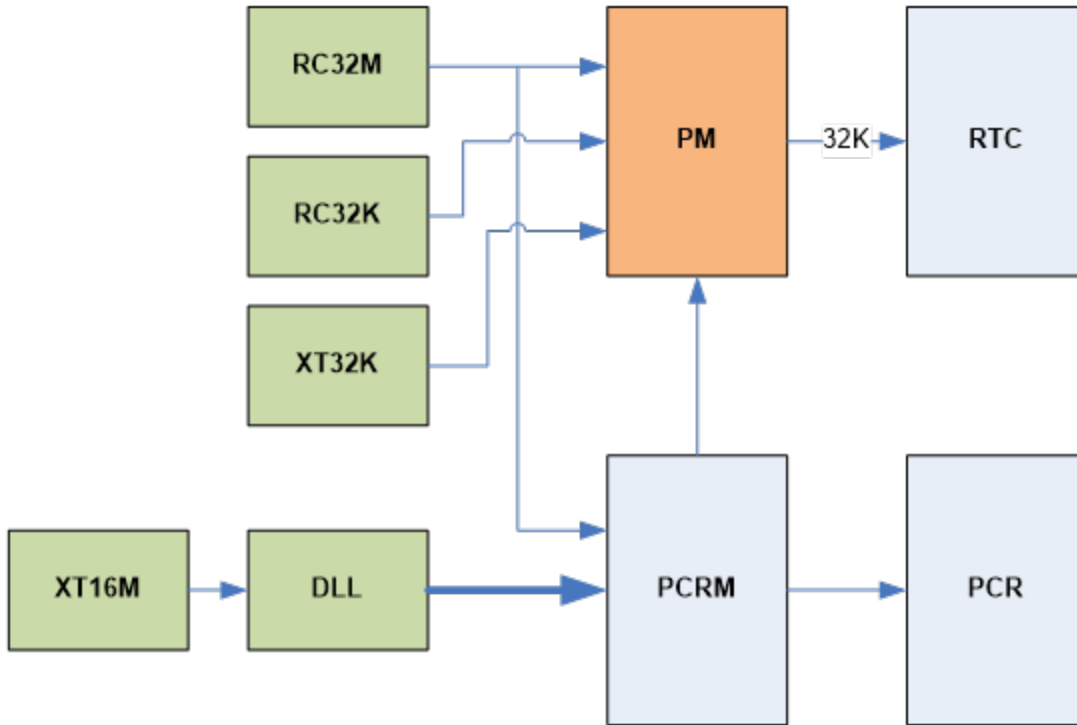 RC32M
PM
32K
RTC
RC32K
XT32K
XT16M
DLL
PCRM
PCR